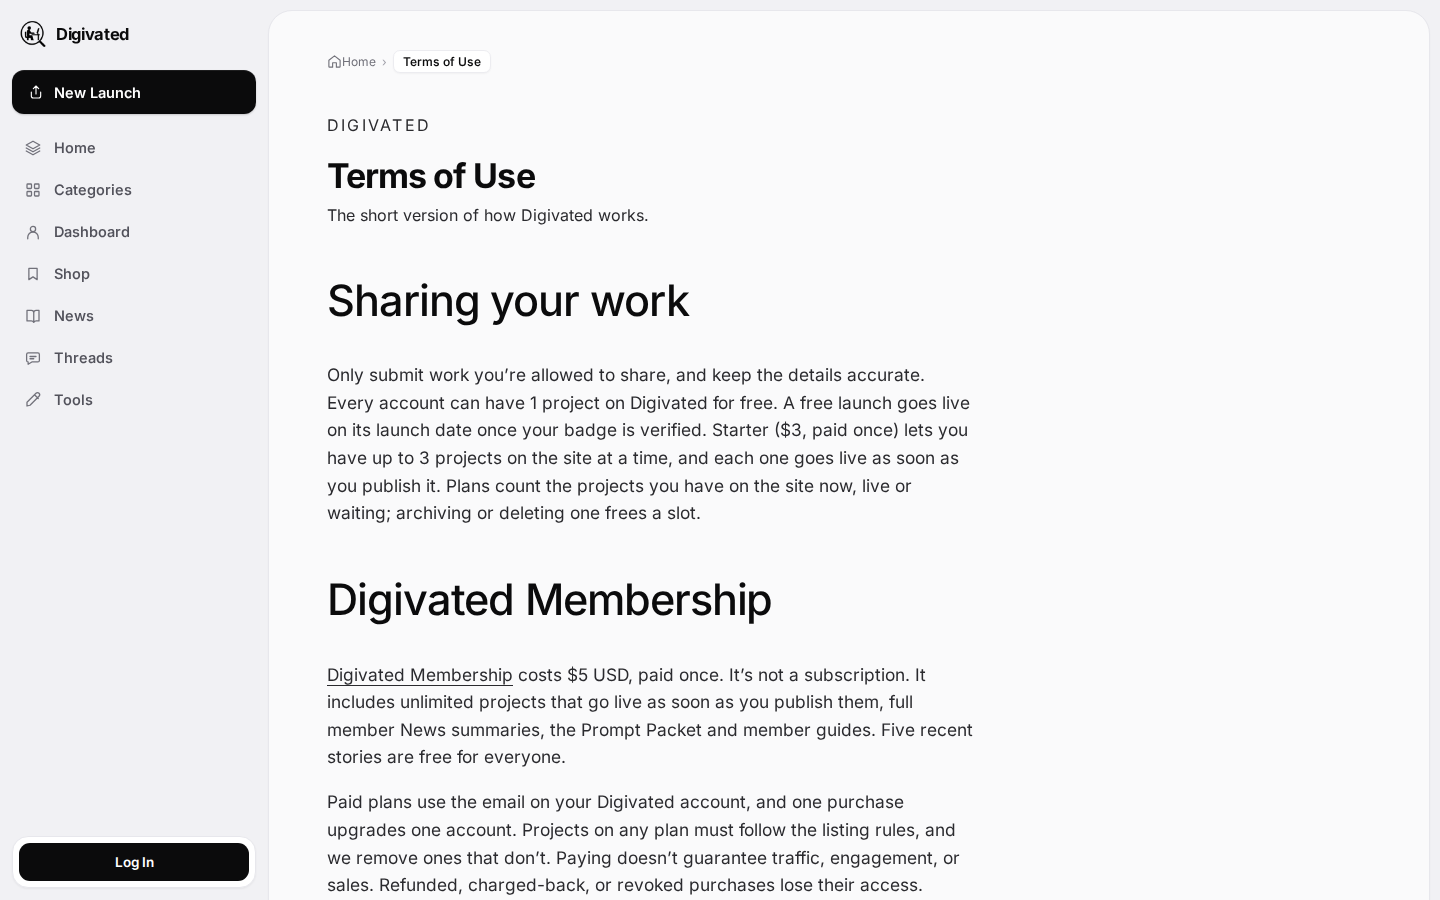 Digivated
New Launch
Home
Categories
Dashboard
Shop
News
Threads
Tools
Log In
Home › Terms of Use
DIGIVATED
Terms of Use
The short version of how Digivated works.
Sharing your work
Only submit work you’re allowed to share, and keep the details accurate.
Every account can have 1 project on Digivated for free. A free launch goes live
on its launch date once your badge is verified. Starter ($3, paid once) lets you
have up to 3 projects on the site at a time, and each one goes live as soon as
you publish it. Plans count the projects you have on the site now, live or
waiting; archiving or deleting one frees a slot.
Digivated Membership
Digivated Membership costs $5 USD, paid once. It’s not a subscription. It
includes unlimited projects that go live as soon as you publish them, full
member News summaries, the Prompt Packet and member guides. Five recent
stories are free for everyone.
Paid plans use the email on your Digivated account, and one purchase
upgrades one account. Projects on any plan must follow the listing rules, and
we remove ones that don’t. Paying doesn’t guarantee traffic, engagement, or
sales. Refunded, charged-back, or revoked purchases lose their access.